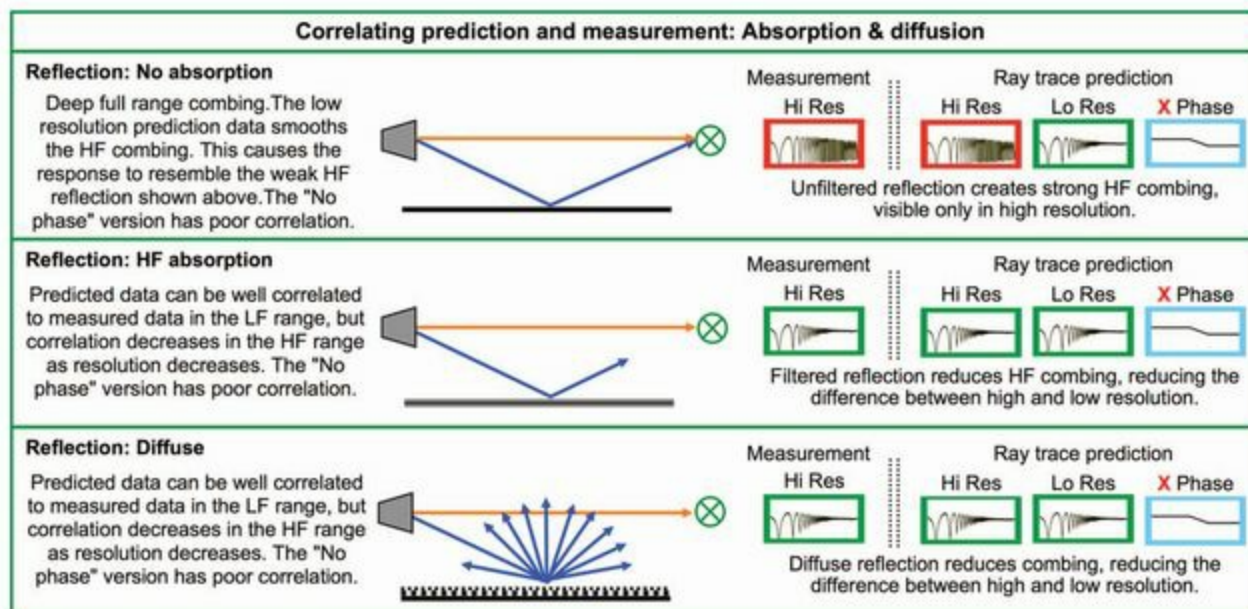 Correlating prediction and measurement: Absorption & diffusion
Reflection: No absorption
Deep full range combing.The low
resolution prediction data smooths
the HF combing. This causes the
response to resemble the weak HF
reflection shown above.The "No
phase" version has poor correlation.
Measurement
Ray trace prediction
Hi Res
Hi Res
Lo Res
X Phase
Unfiltered reflection creates strong HF combing,
visible only in high resolution.
Reflection: HF absorption
Predicted data can be well correlated
to measured data in the LF range, but
correlation decreases in the HF range
as resolution decreases. The "No
phase" version has poor correlation.
Measurement
Ray trace prediction
Hi Res
Hi Res
Lo Res
X Phase
Filtered reflection reduces HF combing, reducing the
difference between high and low resolution.
Reflection: Diffuse
Predicted data can be well correlated
to measured data in the LF range, but
correlation decreases in the HF range
as resolution decreases. The "No
phase" version has poor correlation.
Measurement
Ray trace prediction
Hi Res
Hi Res
Lo Res
X Phase
Diffuse reflection reduces combing, reducing the
difference between high and low resolution.